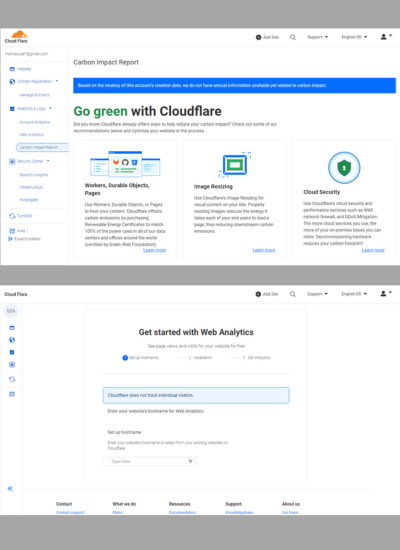 Cloud Flare
Add Site
Support
English US
Website
Carbon Impact Report
Domain Registration
Manage Domains
Based on the recency of this account's creation date, we do not have annual information available yet related to carbon impact.
Analytics & Logs
Account Analytics
Web Analytics
Carbon Impact Report
Security Center
Security Insights
Infrastructure
Investigate
Turnstile
Area 1
Expand sidebar
Go green with Cloudflare
Did you know Cloudflare already offers ways to help reduce your carbon impact? Check out some of our
recommendations below and optimise your website in the process.
Workers, Durable Objects,
Pages
Use Workers, Durable Objects, or Pages
to host your content. Cloudflare offsets
carbon emissions by purchasing
Renewable Energy Certificates to match
100% of the power used in all of our data
centers and offices around the world
(certified by Green Web Foundation).
Learn more
Image Resizing
Use Cloudflare's Image Resizing for
visual content on your site. Properly
resizing images reduces the energy it
takes each of your end users to load a
page, thus reducing downstream carbon
emissions.
Learn more
Cloud Security
Use Cloudflare's cloud security and
performance services such as WAF,
network firewall, and DDoS Mitigation.
The more cloud services you use, the
more of your on-premise boxes you can
retire. Decommissioning hardware
reduces your carbon footprint!
Learn more
Cloud Flare
Add Site
Support
English US
MA
Get started with Web Analytics
See page news and visits for your website for free
1 Set up hostname
2 Installation
3 Get Analytics
Cloudflare does not track individual visitors.
Enter your website's hostname for Web Analytics.
Set up hostname
Enter your website's hostname or select from your existing websites on
Cloudflare.
Type here
Contact
What we do
Resources
Support
About us
Contact support
Plans
Documentation
Knowledgebase
Our team